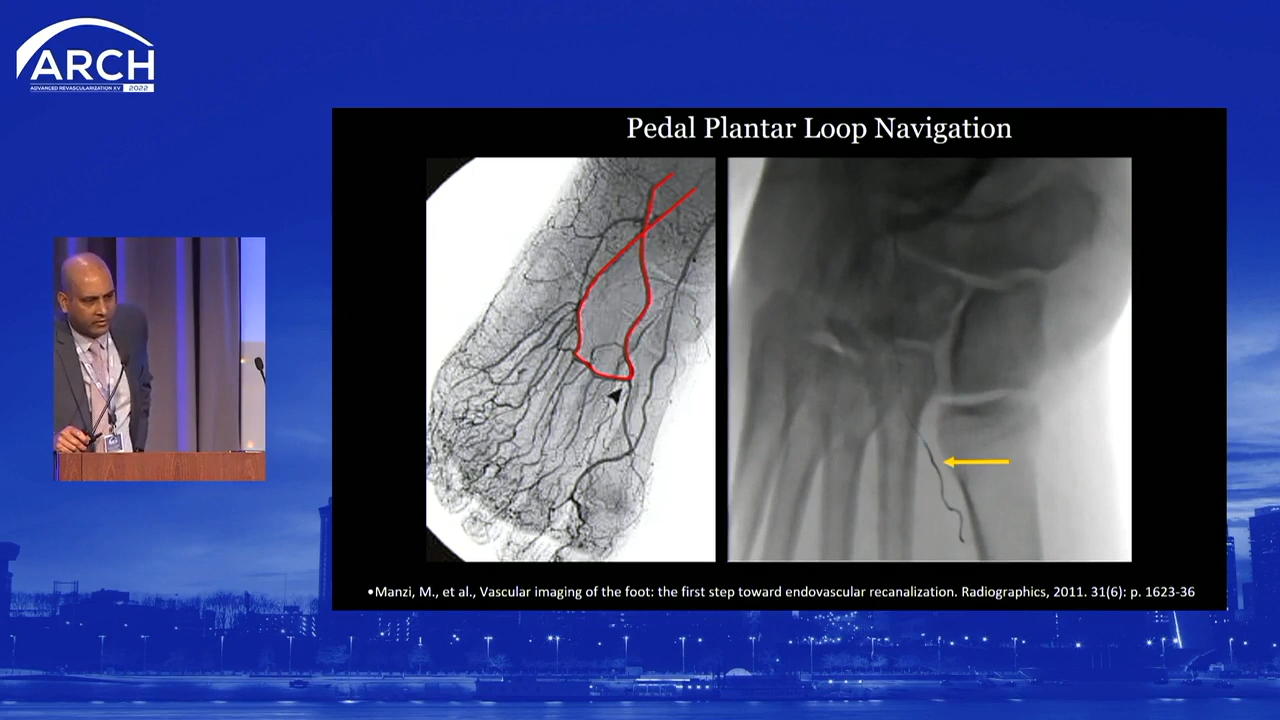 ARCH
ADVANCED REVASCULARIZATION XV 2022
Pedal Plantar Loop Navigation
•Manzi, M., et al., Vascular imaging of the foot: the first step toward endovascular recanalization. Radiographics, 2011. 31(6): p. 1623-36